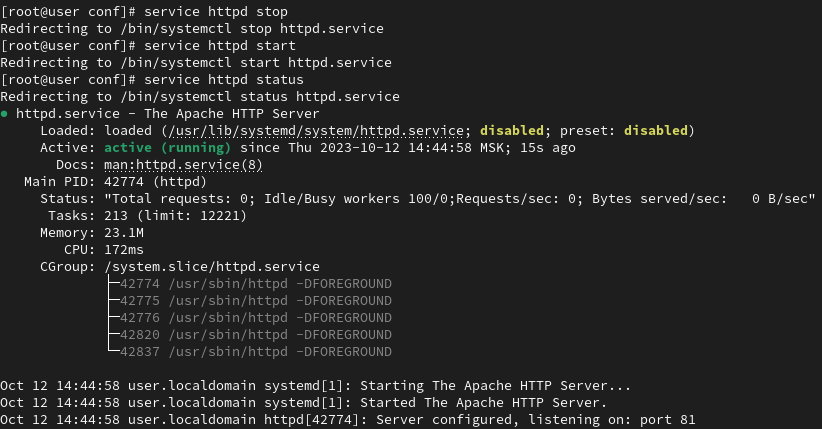 [root@user conf]# service httpd stop
Redirecting to /bin/systemctl stop httpd.service
[root@user conf]# service httpd start
Redirecting to /bin/systemctl start httpd.service
[root@user conf]# service httpd status
Redirecting to /bin/systemctl status httpd.service
● httpd.service - The Apache HTTP Server
     Loaded: loaded (/usr/lib/systemd/system/httpd.service; disabled; preset: disabled)
     Active: active (running) since Thu 2023-10-12 14:44:58 MSK; 15s ago
       Docs: man:httpd.service(8)
   Main PID: 42774 (httpd)
     Status: "Total requests: 0; Idle/Busy workers 100/0;Requests/sec: 0; Bytes served/sec:   0 B/sec"
      Tasks: 213 (limit: 12221)
     Memory: 23.1M
        CPU: 172ms
     CGroup: /system.slice/httpd.service
             ├─42774 /usr/sbin/httpd -DFOREGROUND
             ├─42775 /usr/sbin/httpd -DFOREGROUND
             ├─42776 /usr/sbin/httpd -DFOREGROUND
             ├─42820 /usr/sbin/httpd -DFOREGROUND
             └─42837 /usr/sbin/httpd -DFOREGROUND

Oct 12 14:44:58 user.localdomain systemd[1]: Starting The Apache HTTP Server...
Oct 12 14:44:58 user.localdomain systemd[1]: Started The Apache HTTP Server.
Oct 12 14:44:58 user.localdomain httpd[42774]: Server configured, listening on: port 81